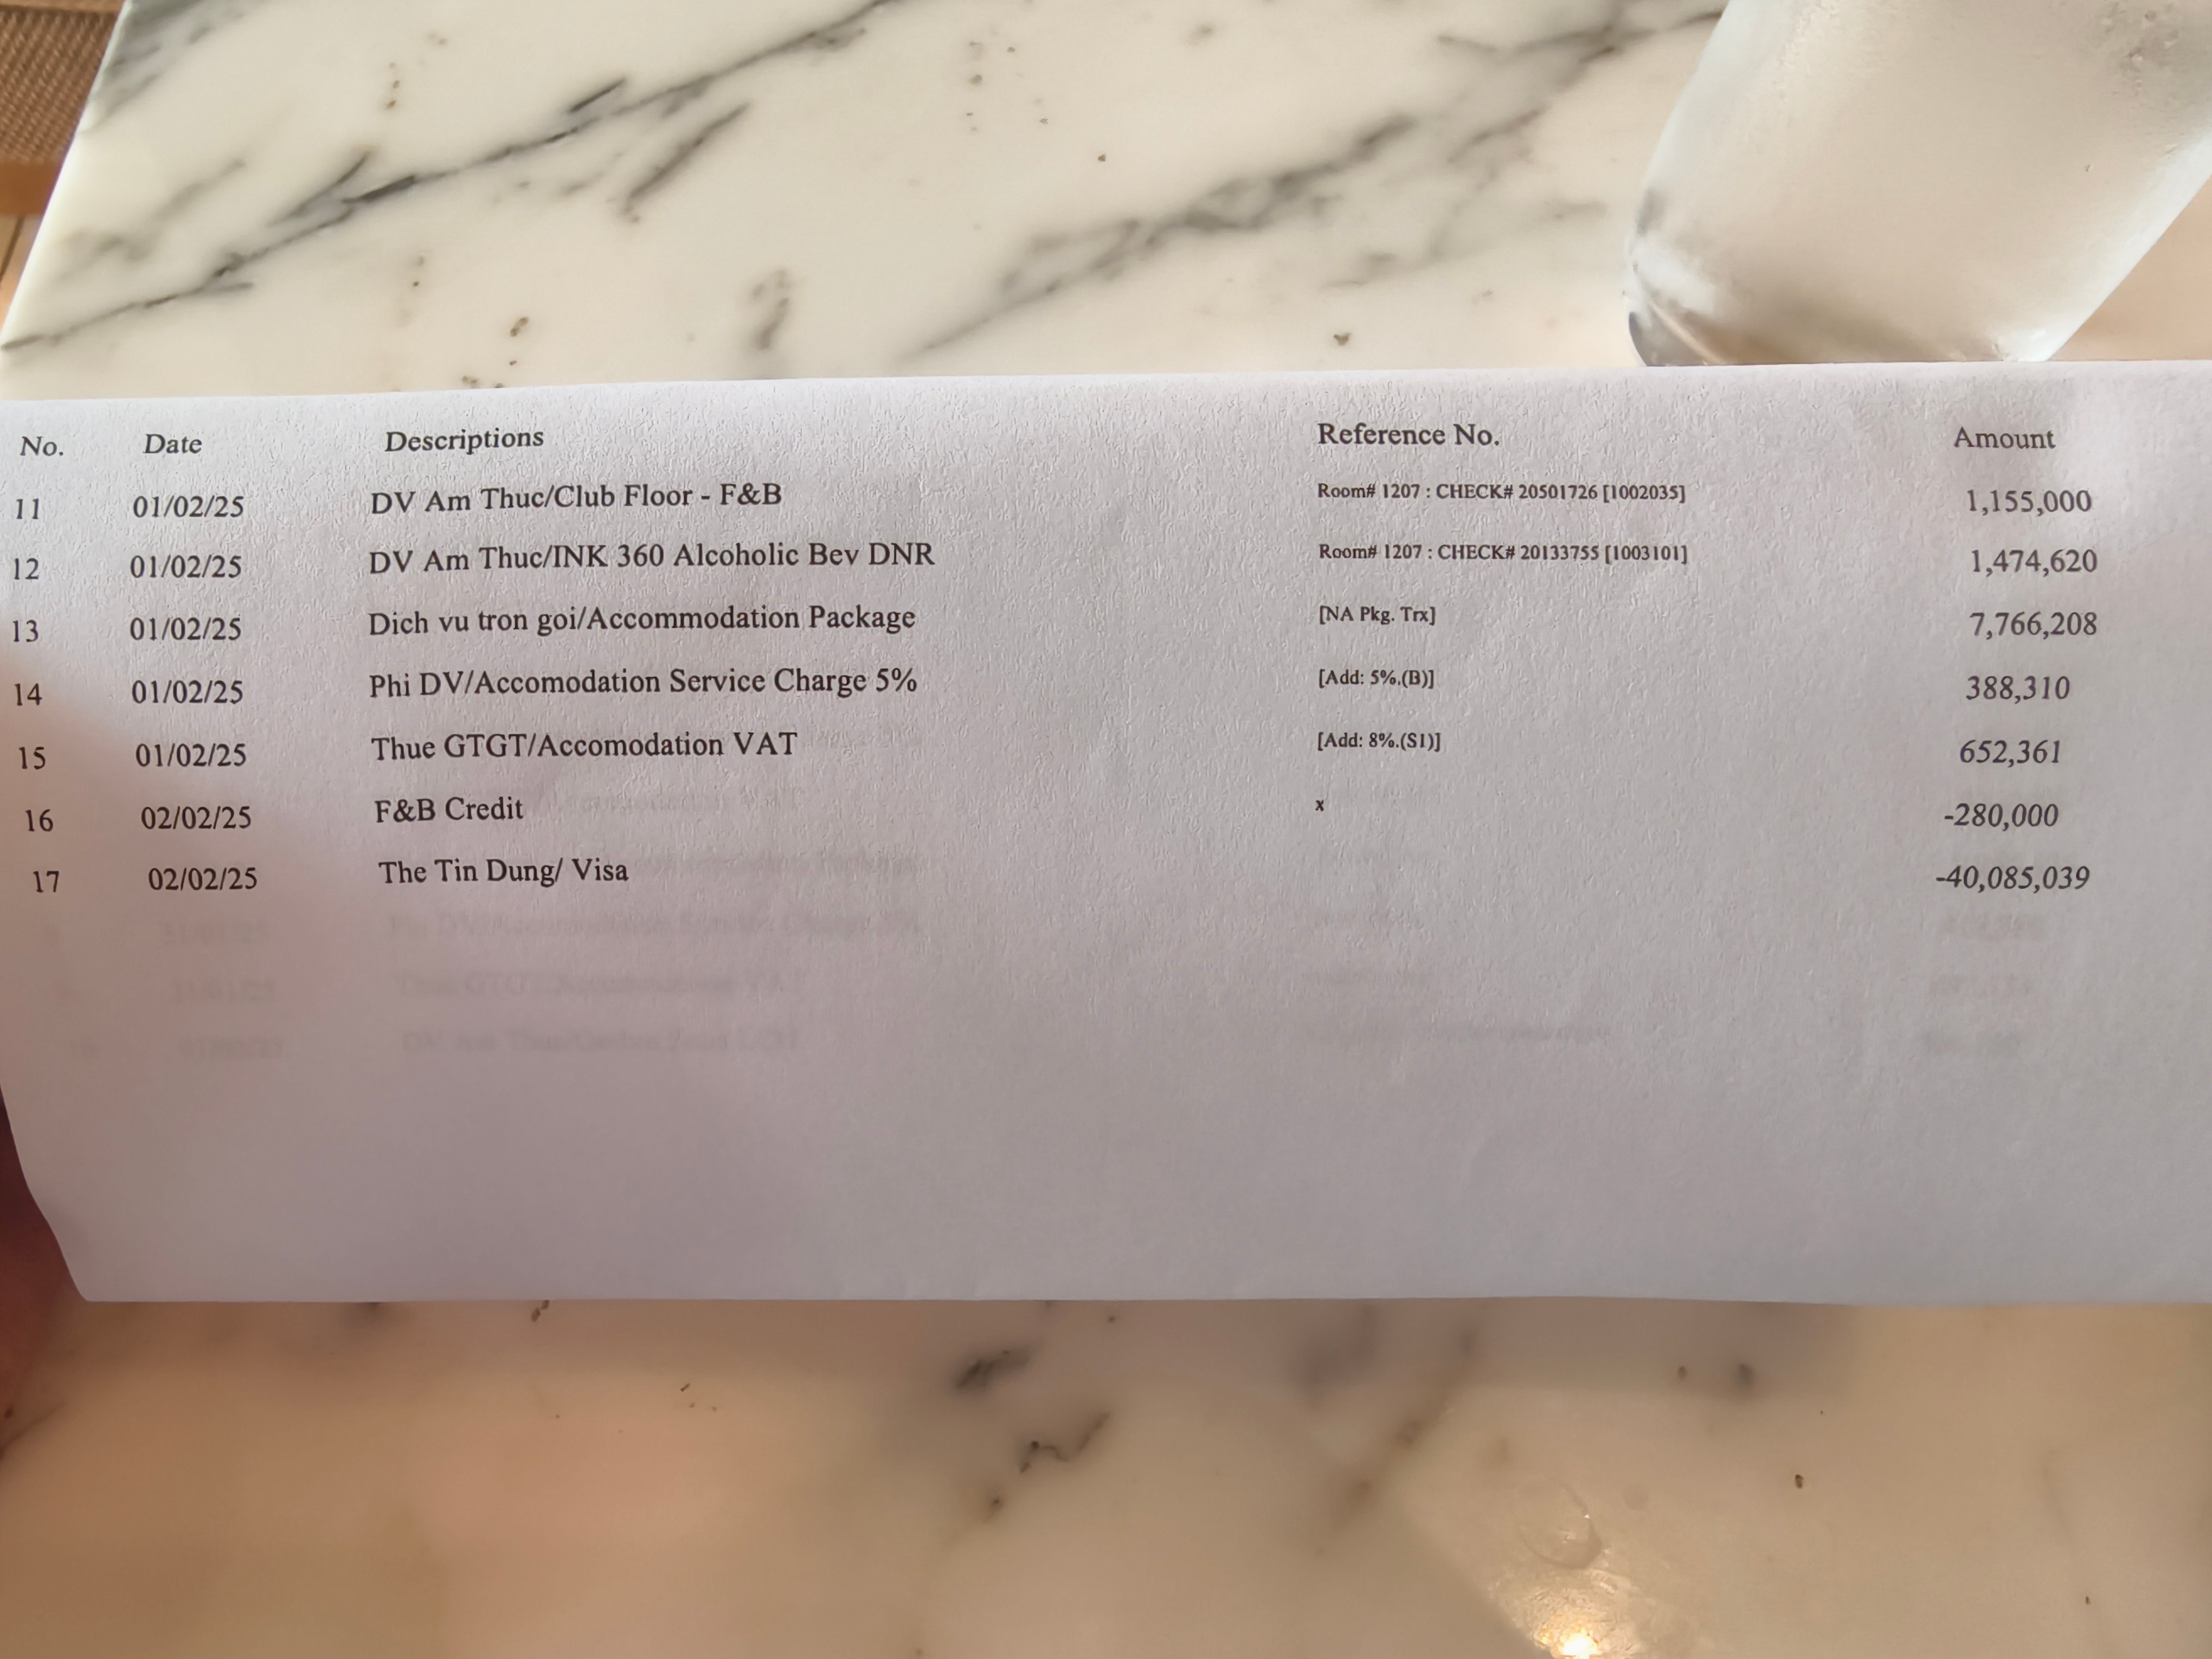 No. Date Descriptions Reference No. Amount
11 01/02/25 DV Am Thuc/Club Floor - F&B Room# 1207 : CHECK# 20501726 [1002035] 1,155,000
12 01/02/25 DV Am Thuc/INK 360 Alcoholic Bev DNR Room# 1207 : CHECK# 20133755 [1003101] 1,474,620
13 01/02/25 Dich vu tron goi/Accommodation Package [NA Pkg. Trx] 7,766,208
14 01/02/25 Phi DV/Accomodation Service Charge 5% [Add: 5%.(B)] 388,310
15 01/02/25 Thue GTGT/Accomodation VAT [Add: 8%.(S1)] 652,361
16 02/02/25 F&B Credit x -280,000
17 02/02/25 The Tin Dung/ Visa -40,085,039